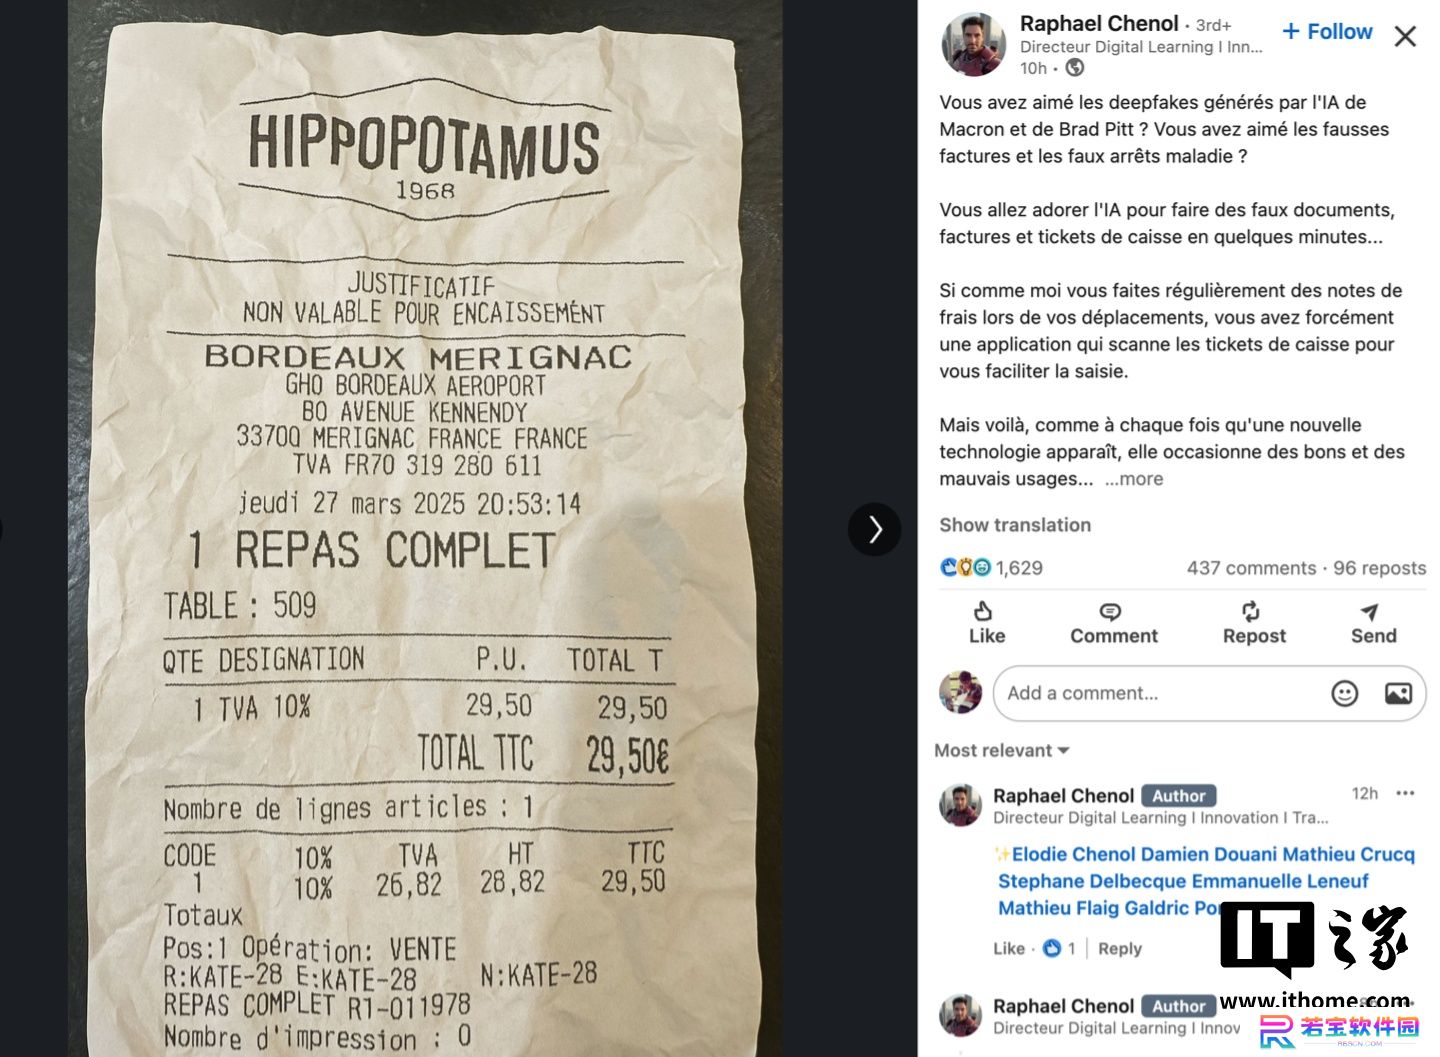 HIPPOPOTAMUS
1968
JUSTIFICATIF
NON VALABLE POUR ENCAISSEMÉNT
BORDEAUX MERIGNAC
GHO BORDEAUX AEROPORT
BO AVENUE KENNENDY
33700 MERIGNAC FRANCE FRANCE
TVA FR70 319 280 611
jeudi 27 mars 2025 20:53:14
1 REPAS COMPLET
TABLE : 509
QTE DESIGNATION P.U. TOTAL T
1 TVA 10% 29,50 29,50
TOTAL TTC 29,50€
Nombre de lignes articles : 1
CODE 10% TVA HT TTC
1 10% 26,82 28,82 29,50
Totaux
Pos:1 Opération: VENTE
R:KATE-28 E:KATE-28 N:KATE-28
REPAS COMPLET R1-011978
Nombre d'impression : 0
Raphael Chenol · 3rd+
+ Follow
Directeur Digital Learning I Inn...
10h ·
Vous avez aimé les deepfakes générés par l'IA de
Macron et de Brad Pitt ? Vous avez aimé les fausses
factures et les faux arrêts maladie ?
Vous allez adorer l'IA pour faire des faux documents,
factures et tickets de caisse en quelques minutes...
Si comme moi vous faites régulièrement des notes de
frais lors de vos déplacements, vous avez forcément
une application qui scanne les tickets de caisse pour
vous faciliter la saisie.
Mais voilà, comme à chaque fois qu'une nouvelle
technologie apparaît, elle occasionne des bons et des
mauvais usages... ...more
Show translation
1,629 437 comments · 96 reposts
Like Comment Repost Send
Add a comment...
Most relevant
Raphael Chenol Author 12h
Directeur Digital Learning I Innovation I Tra...
Elodie Chenol Damien Douani Mathieu Crucq
Stephane Delbecque Emmanuelle Leneuf
Mathieu Flaig Galdric
Like · 1 | Reply
IT之家
www.ithome.com
Raphael Chenol Author
Directeur Digital Learning I Innov
若宝软件园
RBSCN.COM